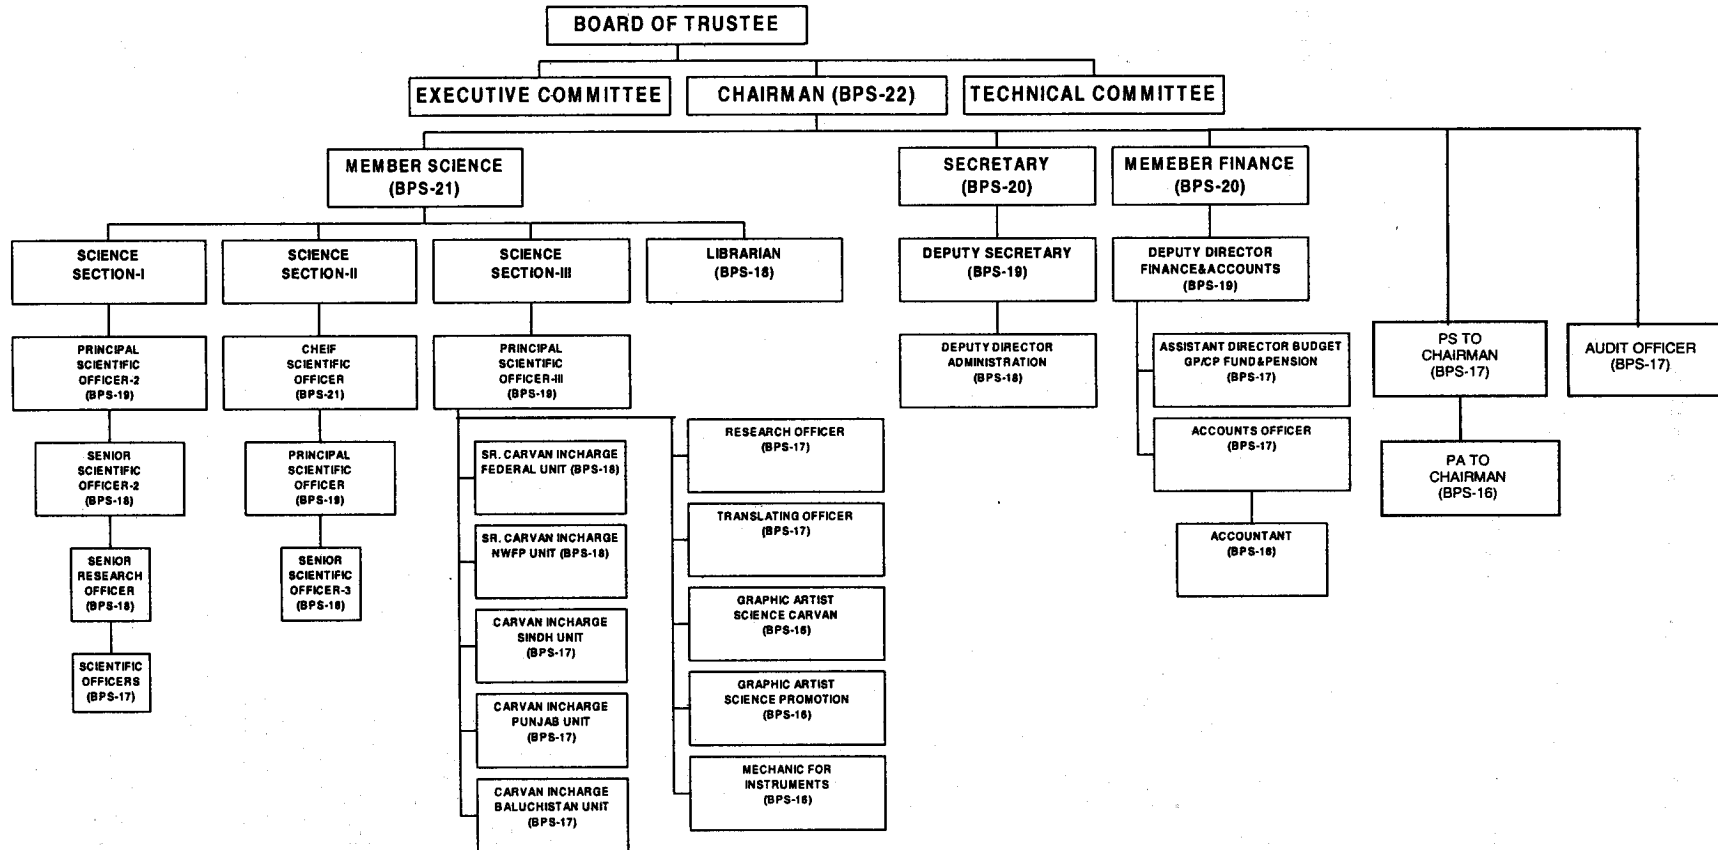 BOARD OF TRUSTEE
EXECUTIVE COMMITTEE
CHAIRMAN (BPS-22)
TECHNICAL COMMITTEE
MEMBER SCIENCE
(BPS-21)
SECRETARY
(BPS-20)
MEMEBER FINANCE
(BPS-20)
SCIENCE
SECTION-I
SCIENCE
SECTION-II
SCIENCE
SECTION-III
LIBRARIAN
(BPS-18)
DEPUTY SECRETARY
(BPS-19)
DEPUTY DIRECTOR
FINANCE&ACCOUNTS
(BPS-19)
PRINCIPAL
SCIENTIFIC
OFFICER-2
(BPS-19)
CHEIF
SCIENTIFIC
OFFICER
(BPS-21)
PRINCIPAL
SCIENTIFIC
OFFICER-III
(BPS-19)
DEPUTY DIRECTOR
ADMINISTRATION
(BPS-18)
ASSISTANT DIRECTOR BUDGET
GP/CP FUND&PENSION
(BPS-17)
PS TO
CHAIRMAN
(BPS-17)
AUDIT OFFICER
(BPS-17)
SENIOR
SCIENTIFIC
OFFICER-2
(BPS-18)
PRINCIPAL
SCIENTIFIC
OFFICER
(BPS-19)
SR. CARVAN INCHARGE
FEDERAL UNIT (BPS-18)
RESEARCH OFFICER
(BPS-17)
ACCOUNTS OFFICER
(BPS-17)
PA TO
CHAIRMAN
(BPS-16)
SENIOR
RESEARCH
OFFICER
(BPS-18)
SENIOR
SCIENTIFIC
OFFICER-3
(BPS-18)
SR. CARVAN INCHARGE
NWFP UNIT (BPS-18)
TRANSLATING OFFICER
(BPS-17)
ACCOUNTANT
(BPS-16)
SCIENTIFIC
OFFICERS
(BPS-17)
CARVAN INCHARGE
SINDH UNIT
(BPS-17)
GRAPHIC ARTIST
SCIENCE CARVAN
(BPS-16)
CARVAN INCHARGE
PUNJAB UNIT
(BPS-17)
GRAPHIC ARTIST
SCIENCE PROMOTION
(BPS-16)
CARVAN INCHARGE
BALUCHISTAN UNIT
(BPS-17)
MECHANIC FOR
INSTRUMENTS
(BPS-16)